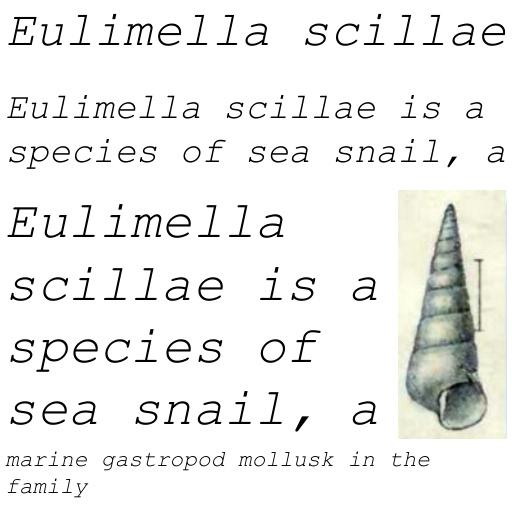 Eulimella scillae
Eulimella scillae is a
species of sea snail, a
Eulimella
scillae is a
species of
sea snail, a
marine gastropod mollusk in the
family